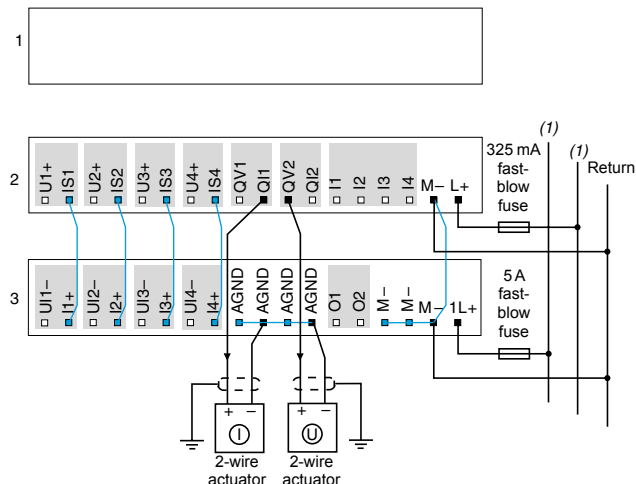 1
(1)
(1)
325 mA
fast-
blow
fuse
Return
2
U1+ IS1 U2+ IS2 U3+ IS3 U4+ IS4 QV1 QI1 QV2 QI2 I1 I2 I3 I4 M− L+
3
UI1− I1+ UI2− I2+ UI3− I3+ UI4− I4+ AGND AGND AGND AGND O1 O2 M− M− M− 1L+
5 A
fast-
blow
fuse
+ − + −
I U
2-wire
actuator
2-wire
actuator